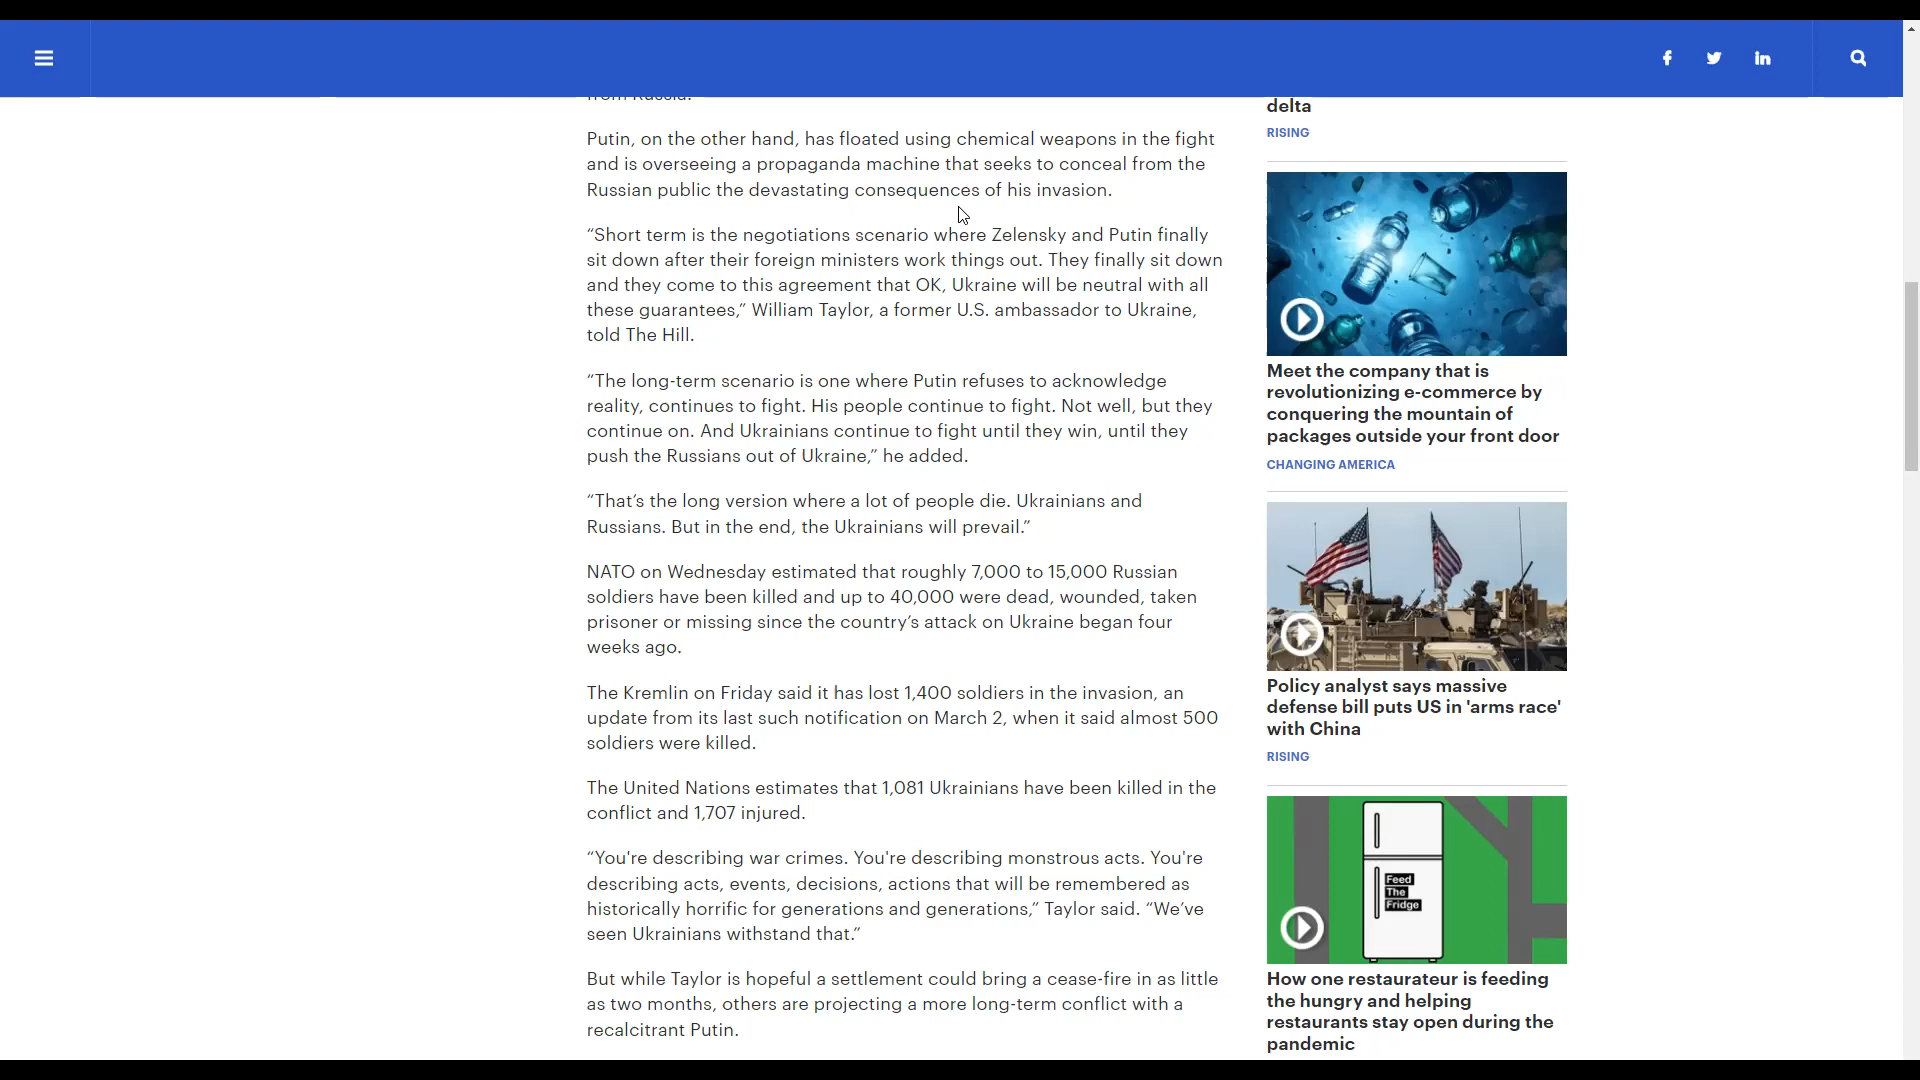 Putin, on the other hand, has floated using chemical weapons in the fight
and is overseeing a propaganda machine that seeks to conceal from the
Russian public the devastating consequences of his invasion.
“Short term is the negotiations scenario where Zelensky and Putin finally
sit down after their foreign ministers work things out. They finally sit down
and they come to this agreement that OK, Ukraine will be neutral with all
these guarantees,” William Taylor, a former U.S. ambassador to Ukraine,
told The Hill.
“The long-term scenario is one where Putin refuses to acknowledge
reality, continues to fight. His people continue to fight. Not well, but they
continue on. And Ukrainians continue to fight until they win, until they
push the Russians out of Ukraine,” he added.
“That’s the long version where a lot of people die. Ukrainians and
Russians. But in the end, the Ukrainians will prevail.”
NATO on Wednesday estimated that roughly 7,000 to 15,000 Russian
soldiers have been killed and up to 40,000 were dead, wounded, taken
prisoner or missing since the country’s attack on Ukraine began four
weeks ago.
The Kremlin on Friday said it has lost 1,400 soldiers in the invasion, an
update from its last such notification on March 2, when it said almost 500
soldiers were killed.
The United Nations estimates that 1,081 Ukrainians have been killed in the
conflict and 1,707 injured.
“You're describing war crimes. You're describing monstrous acts. You're
describing acts, events, decisions, actions that will be remembered as
historically horrific for generations and generations,” Taylor said. “We’ve
seen Ukrainians withstand that.”
But while Taylor is hopeful a settlement could bring a cease-fire in as little
as two months, others are projecting a more long-term conflict with a
recalcitrant Putin.
delta
RISING
Meet the company that is
revolutionizing e-commerce by
conquering the mountain of
packages outside your front door
CHANGING AMERICA
Policy analyst says massive
defense bill puts US in 'arms race'
with China
RISING
Feed
The
Fridge
How one restaurateur is feeding
the hungry and helping
restaurants stay open during the
pandemic